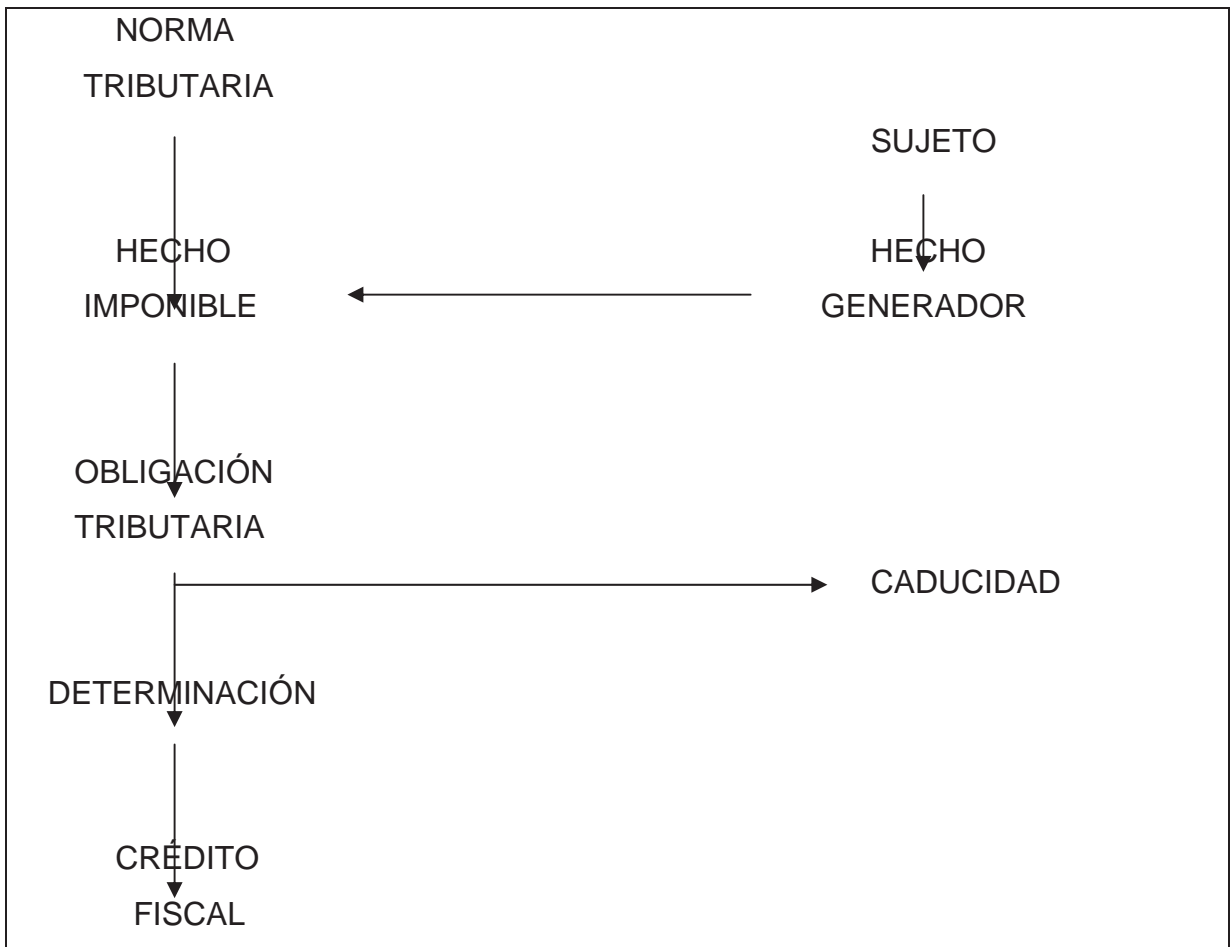 NORMA
TRIBUTARIA
SUJETO
HECHO
IMPONIBLE
HECHO
GENERADOR
OBLIGACIÓN
TRIBUTARIA
CADUCIDAD
DETERMINACIÓN
CRÉDITO
FISCAL